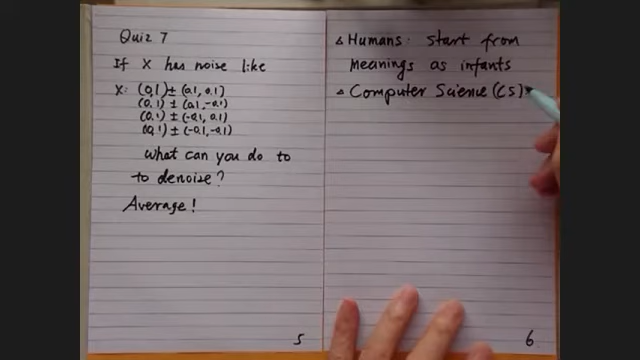 Quiz 7
If X has noise like
X: (0,1) ± (0.1, 0.1)
(0,1) ± (0.1, -0.1)
(0,1) ± (-0.1, 0.1)
(0,1) ± (-0.1, -0.1)
What can you do to
to denoize?
Average!
5
△ Humans: start from
meanings as infants
△ Computer Science (CS)
6